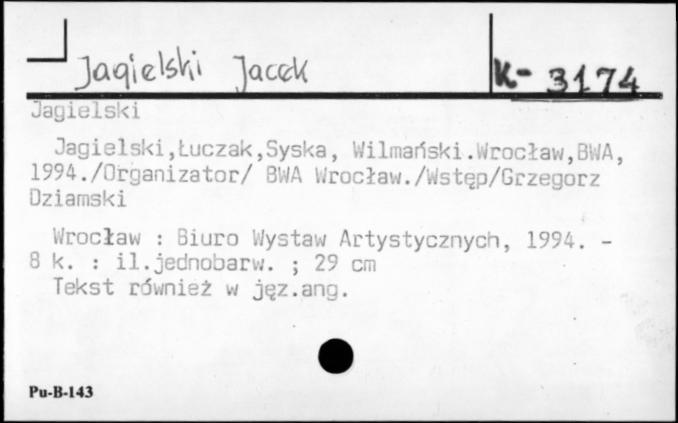 Jagielski Jacek
K- 3174
Jagielski
Jagielski,Łuczak,Syska, Wilmański.Wrocław,BWA,
1994./Organizator/ BWA Wrocław./Wstęp/Grzegorz
Dziamski
Wrocław : Biuro Wystaw Artystycznych, 1994. -
8 k. : il.jednobarw. ; 29 cm
Tekst również w jęz.ang.
Pu-B-143